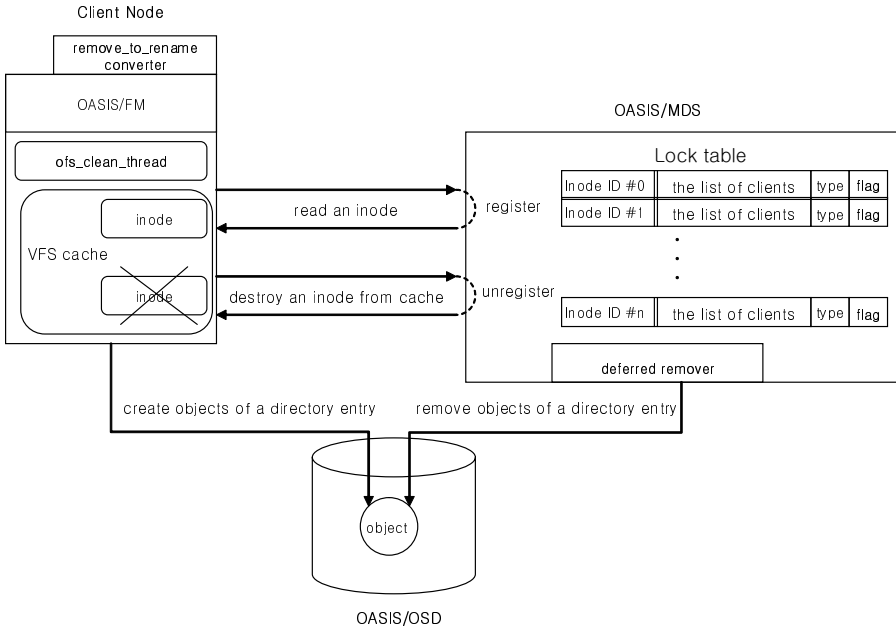 Client Node
remove_to_rename
converter
OASIS/FM
OASIS/MDS
ofs_clean_thread
Lock table
Inode ID #0 the list of clients type flag
inode
read an inode
register
Inode ID #1 the list of clients type flag
VFS cache
inode
destroy an inode from cache
unregister
Inode ID #n the list of clients type flag
deferred remover
create objects of a directory entry
remove objects of a directory entry
object
OASIS/OSD